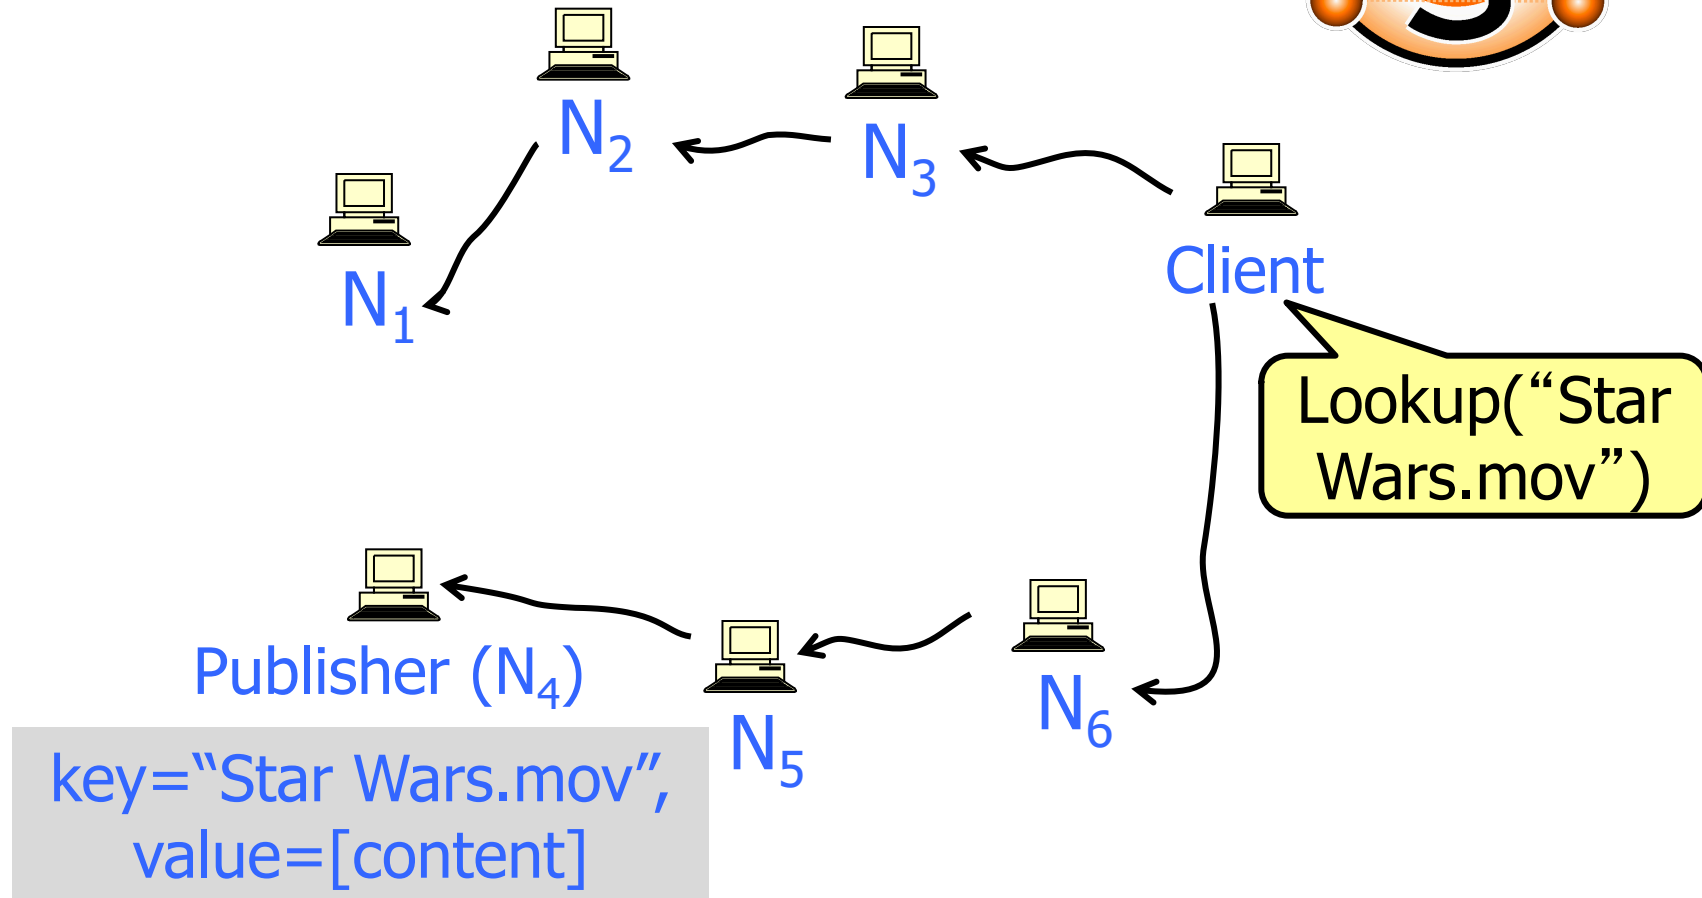 N₂
N₃
N₁
Client
Lookup(“Star
Wars.mov”)
Publisher (N₄)
N₅
N₆
key=“Star Wars.mov”,
value=[content]